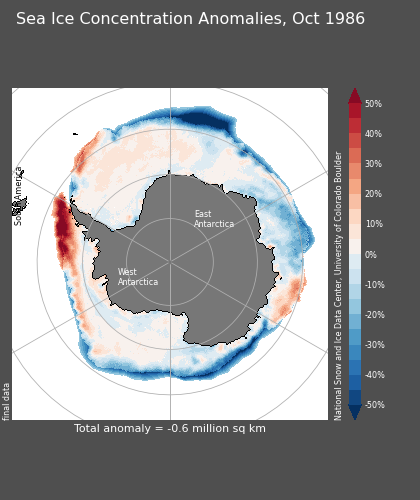 Sea Ice Concentration Anomalies, Oct 1986
South America
East
Antarctica
West
Antarctica
50%
40%
30%
20%
10%
0%
-10%
-20%
-30%
-40%
-50%
National Snow and Ice Data Center, University of Colorado Boulder
final data
Total anomaly = -0.6 million sq km